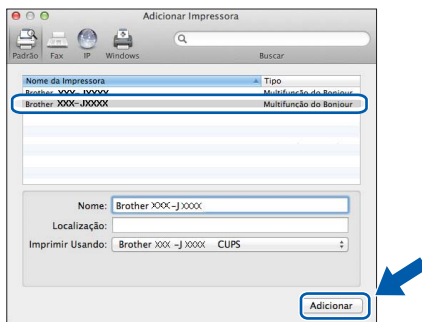 Adicionar Impressora
Padrão Fax IP Windows Buscar
Nome da Impressora Tipo
Brother XXX-JXXXX Multifunção do Bonjour
Brother XXX-JXXXX Multifunção do Bonjour
Nome: Brother XXX-JXXXX
Localização:
Imprimir Usando: Brother XXX -J XXXX CUPS
Adicionar